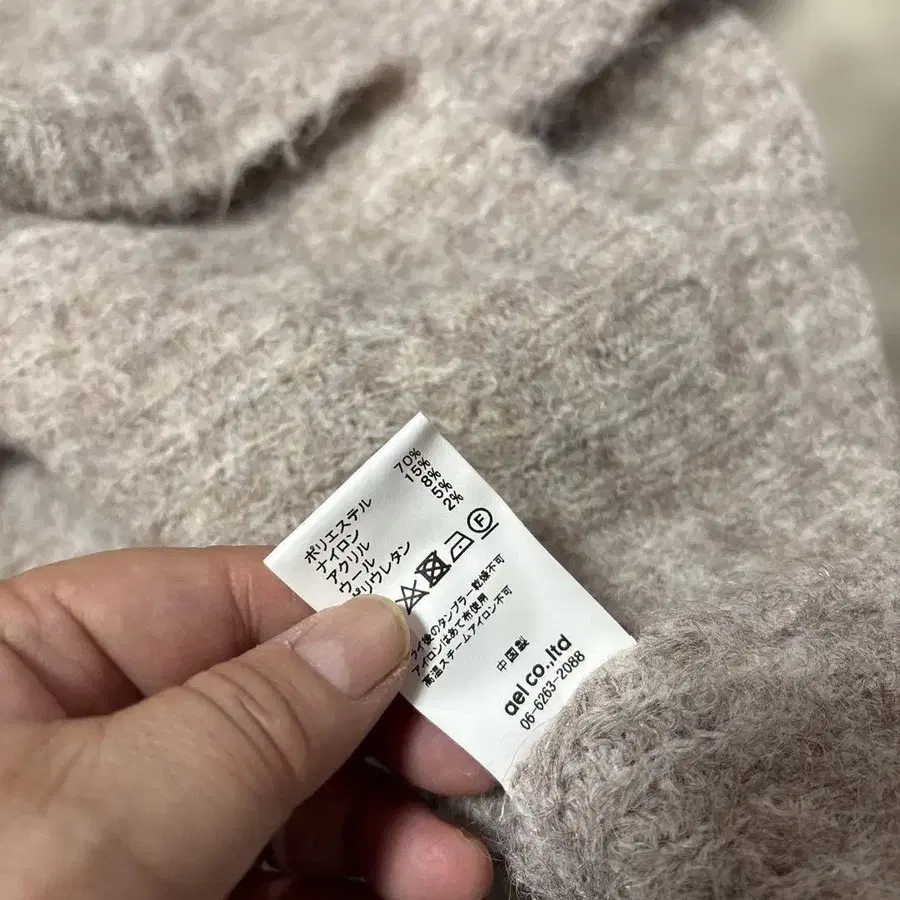 ポリエステル 70%
ナイロン 15%
アクリル 8%
ウール 5%
ポリウレタン 2%
F
ライ後のタンブラー乾燥不可
アイロンはあて布使用
高温スチームアイロン不可
中国製
ael co.,ltd
06-6263-2088